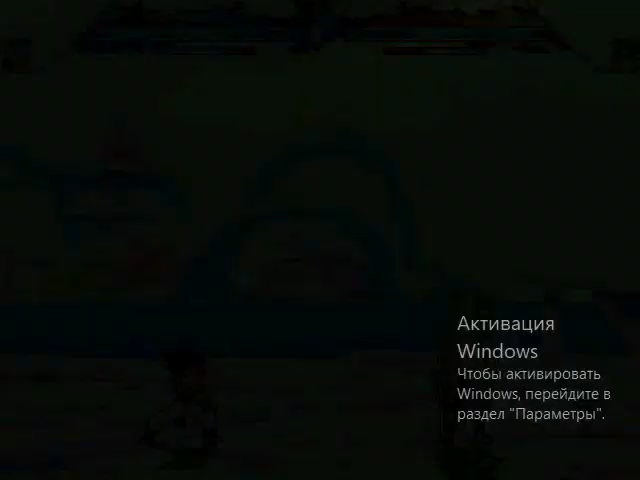 Активация
Windows
Чтобы активировать
Windows, перейдите в
раздел "Параметры".